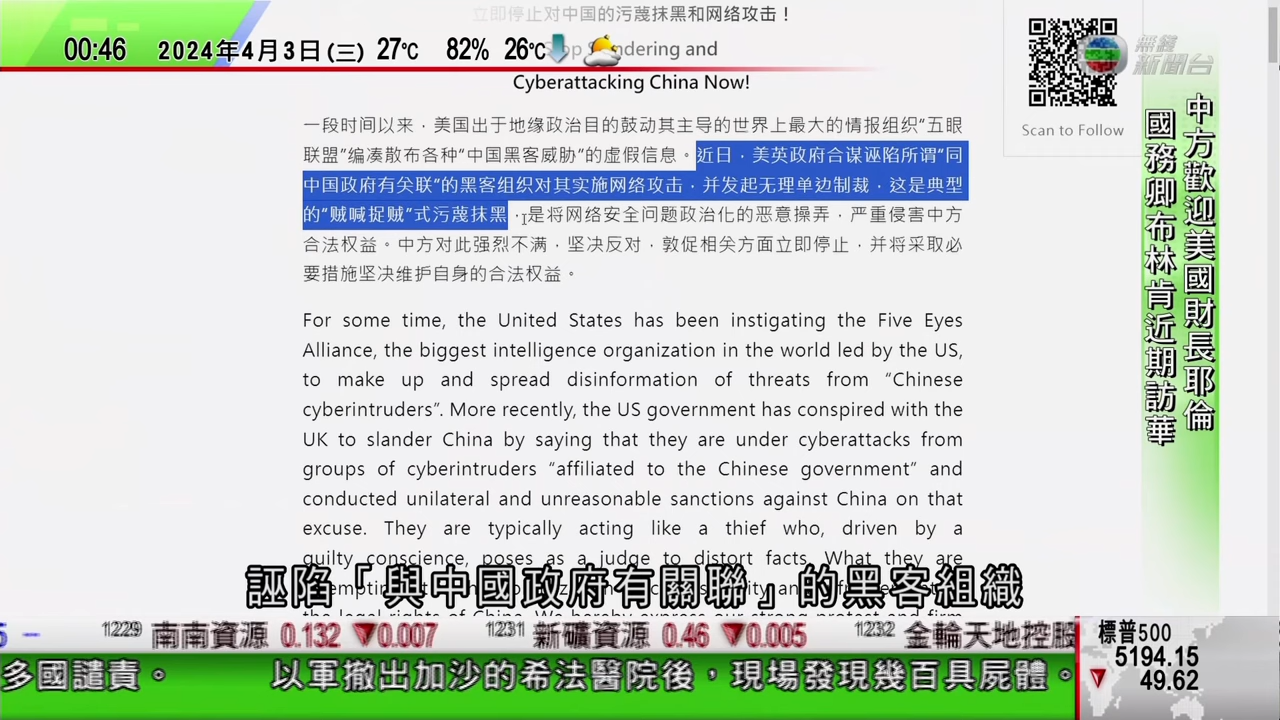 立即停止对中国的污蔑抹黑和网络攻击！
00:46 2024年4月3日(三) 27℃ 82% 26℃
Stop Slandering and
Cyberattacking China Now!
無綫
新聞台
Scan to Follow
中方歡迎美國財長耶倫
國務卿布林肯近期訪華
一段时间以来，美国出于地缘政治目的鼓动其主导的世界上最大的情报组织"五眼
联盟"编凑散布各种"中国黑客威胁"的虚假信息。近日，美英政府合谋诬陷所谓"同
中国政府有关联"的黑客组织对其实施网络攻击，并发起无理单边制裁，这是典型
的"贼喊捉贼"式污蔑抹黑，是将网络安全问题政治化的恶意操弄，严重侵害中方
合法权益。中方对此强烈不满，坚决反对，敦促相关方面立即停止，并将采取必
要措施坚决维护自身的合法权益。
For some time, the United States has been instigating the Five Eyes
Alliance, the biggest intelligence organization in the world led by the US,
to make up and spread disinformation of threats from “Chinese
cyberintruders”. More recently, the US government has conspired with the
UK to slander China by saying that they are under cyberattacks from
groups of cyberintruders “affiliated to the Chinese government” and
conducted unilateral and unreasonable sanctions against China on that
excuse. They are typically acting like a thief who, driven by a
guilty conscience, poses as a judge to distort facts. What they are
誣陷「與中國政府有關聯」的黑客組織
1229 南南資源 0.132 ▼0.007 1231 新礦資源 0.46 ▼0.005 1232 金輪天地控股
多國譴責。 以軍撤出加沙的希法醫院後，現場發現幾百具屍體。
標普500
5194.15
▼ 49.62